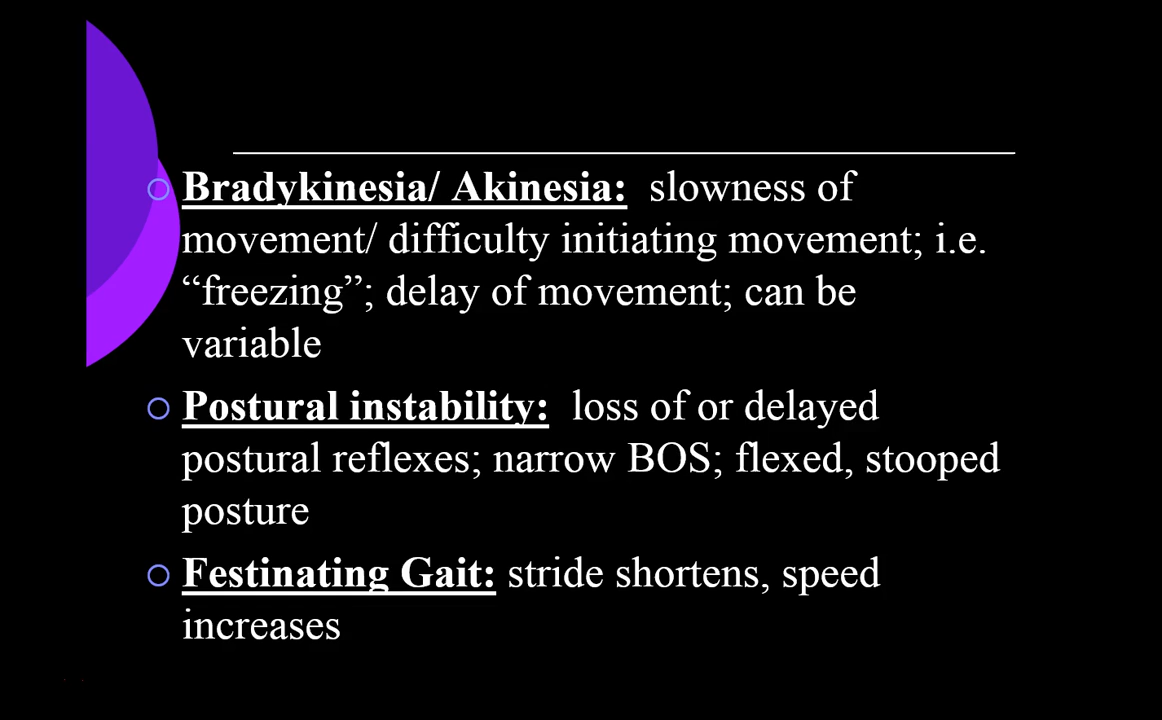 Bradykinesia/ Akinesia: slowness of
movement/ difficulty initiating movement; i.e.
“freezing”; delay of movement; can be
variable
Postural instability: loss of or delayed
postural reflexes; narrow BOS; flexed, stooped
posture
Festinating Gait: stride shortens, speed
increases